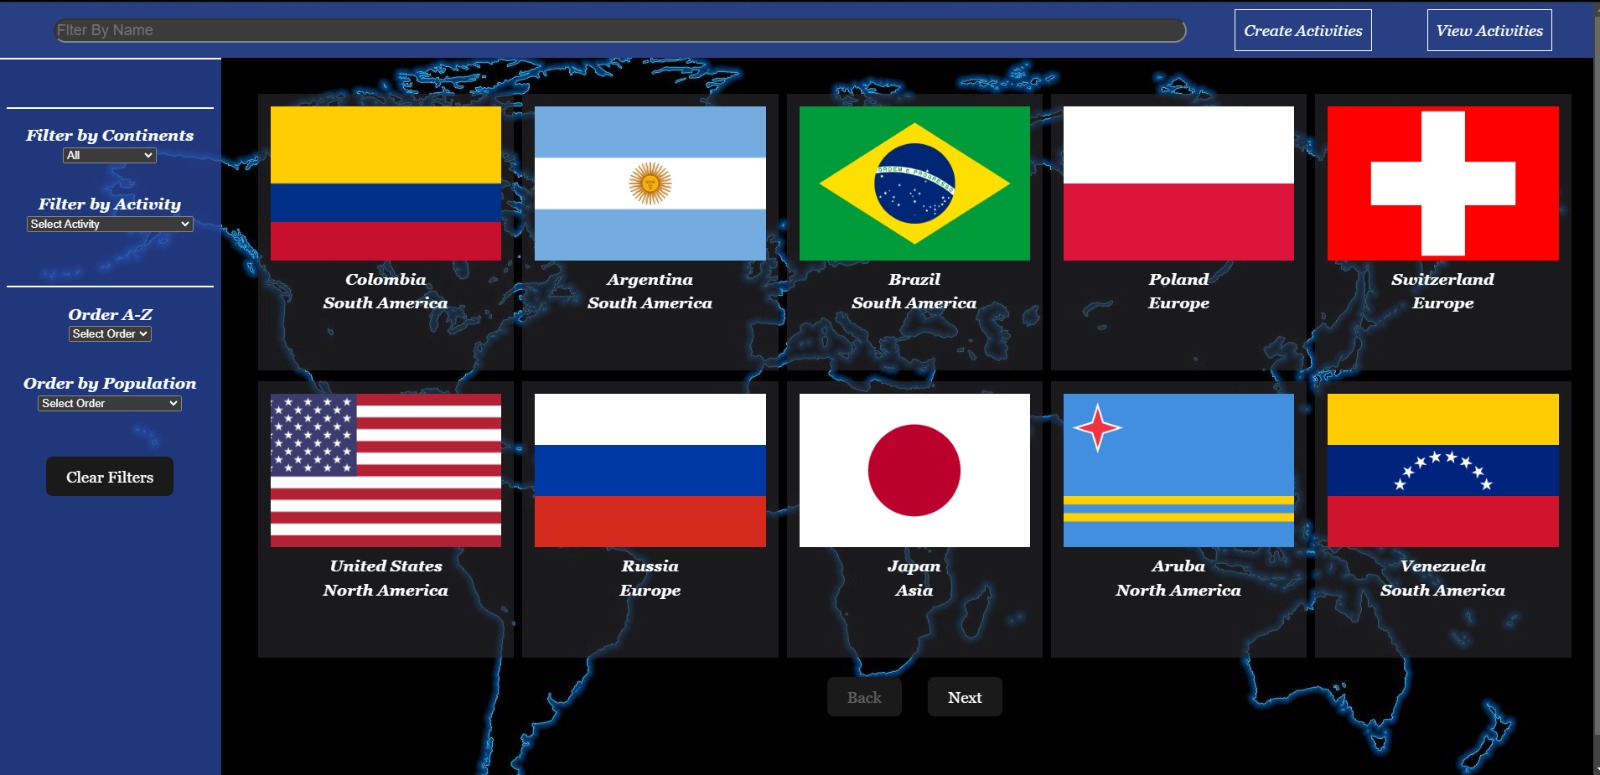 FIter By Name
Create Activities
View Activities
Filter by Continents
All
Filter by Activity
Select Activity
Order A-Z
Select Order
Order by Population
Select Order
Clear Filters
ORDEM E PROGRESSO
Colombia
South America
Argentina
South America
Brazil
South America
Poland
Europe
Switzerland
Europe
United States
North America
Russia
Europe
Japan
Asia
Aruba
North America
Venezuela
South America
Back
Next